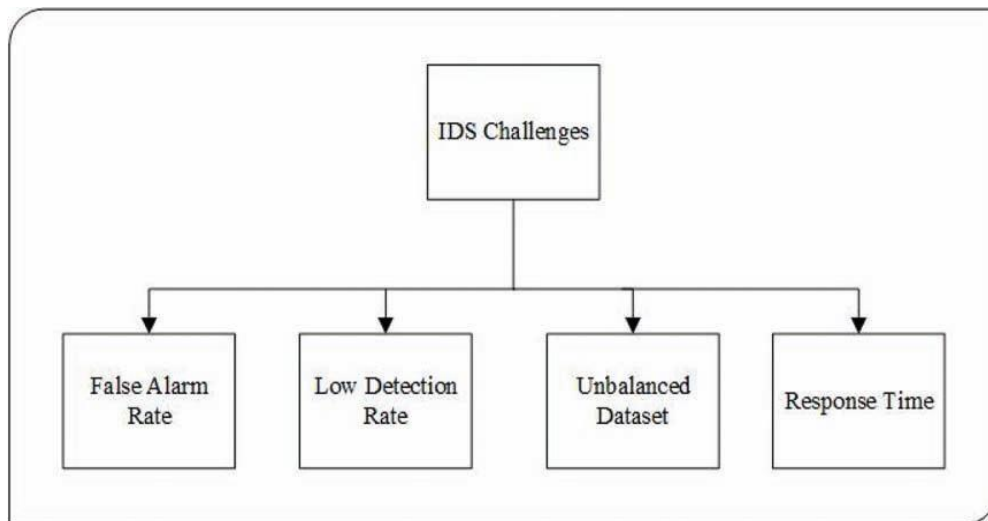 IDS Challenges
False Alarm
Rate
Low Detection
Rate
Unbalanced
Dataset
Response Time